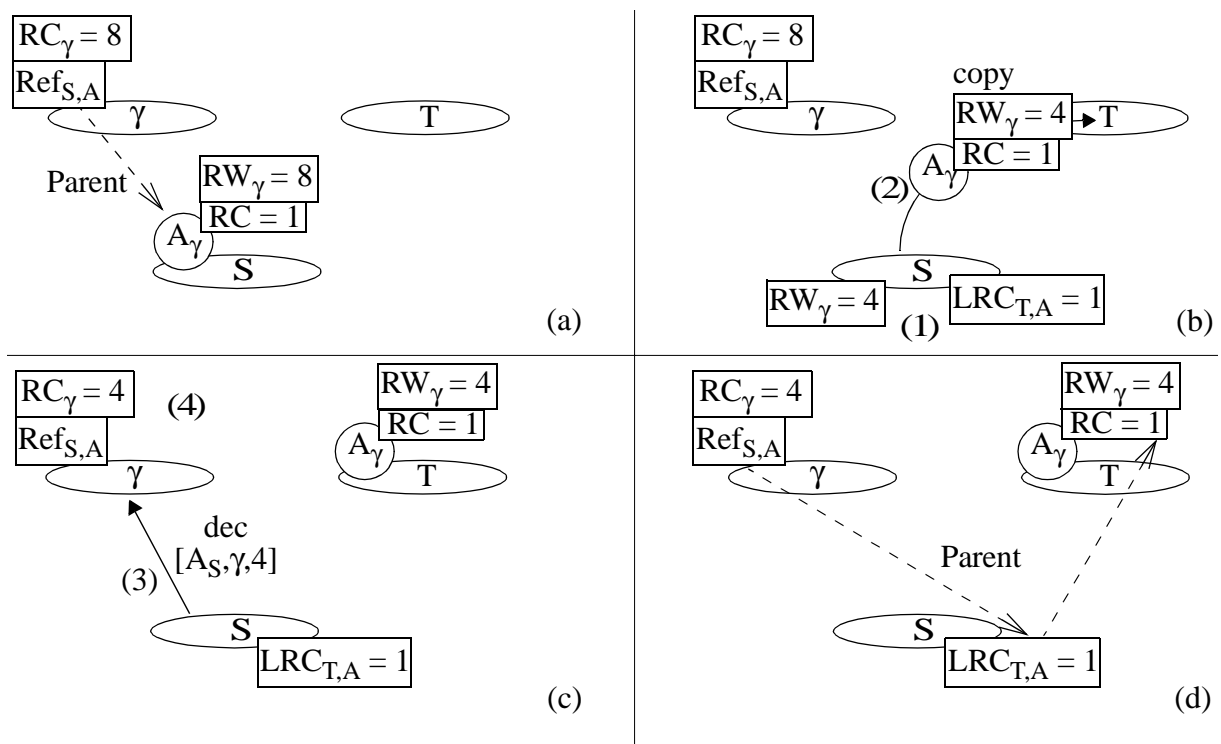 RCγ = 8
RefS,A
γ
T
Parent
RWγ = 8
RC = 1
Aγ
S
(a)
RCγ = 8
RefS,A
γ
copy
RWγ = 4
T
RC = 1
Aγ
(2)
S
RWγ = 4
LRCT,A = 1
(1)
(b)
RCγ = 4
(4)
RefS,A
γ
RWγ = 4
RC = 1
Aγ
T
dec
[AS,γ,4]
(3)
S
LRCT,A = 1
(c)
RCγ = 4
RefS,A
γ
RWγ = 4
RC = 1
Aγ
T
Parent
S
LRCT,A = 1
(d)